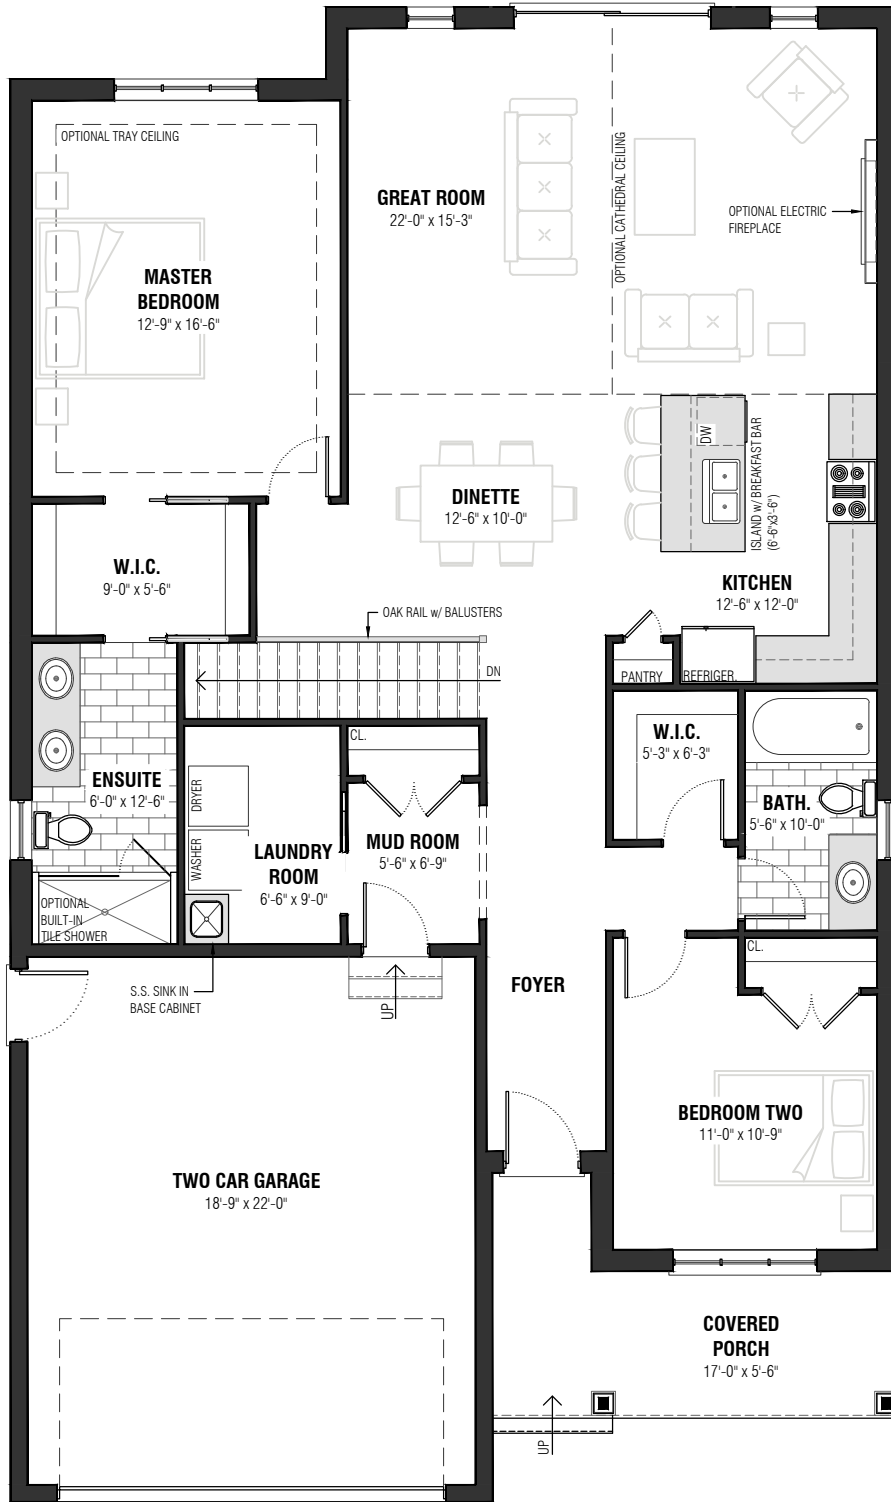 OPTIONAL TRAY CEILING
GREAT ROOM
22'-0" x 15'-3"
OPTIONAL CATHEDRAL CEILING
OPTIONAL ELECTRIC
FIREPLACE
MASTER
BEDROOM
12'-9" x 16'-6"
DINETTE
12'-6" x 10'-0"
DW
ISLAND w/ BREAKFAST BAR
(6'-6"x3'-6")
KITCHEN
12'-6" x 12'-0"
W.I.C.
9'-0" x 5'-6"
OAK RAIL w/ BALUSTERS
DN
PANTRY
REFRIGER.
CL.
W.I.C.
5'-3" x 6'-3"
ENSUITE
6'-0" x 12'-6"
DRYER
WASHER
LAUNDRY
ROOM
6'-6" x 9'-0"
MUD ROOM
5'-6" x 6'-9"
BATH.
5'-6" x 10'-0"
OPTIONAL
BUILT-IN
TILE SHOWER
CL.
S.S. SINK IN
BASE CABINET
UP
FOYER
BEDROOM TWO
11'-0" x 10'-9"
TWO CAR GARAGE
18'-9" x 22'-0"
COVERED
PORCH
17'-0" x 5'-6"
UP